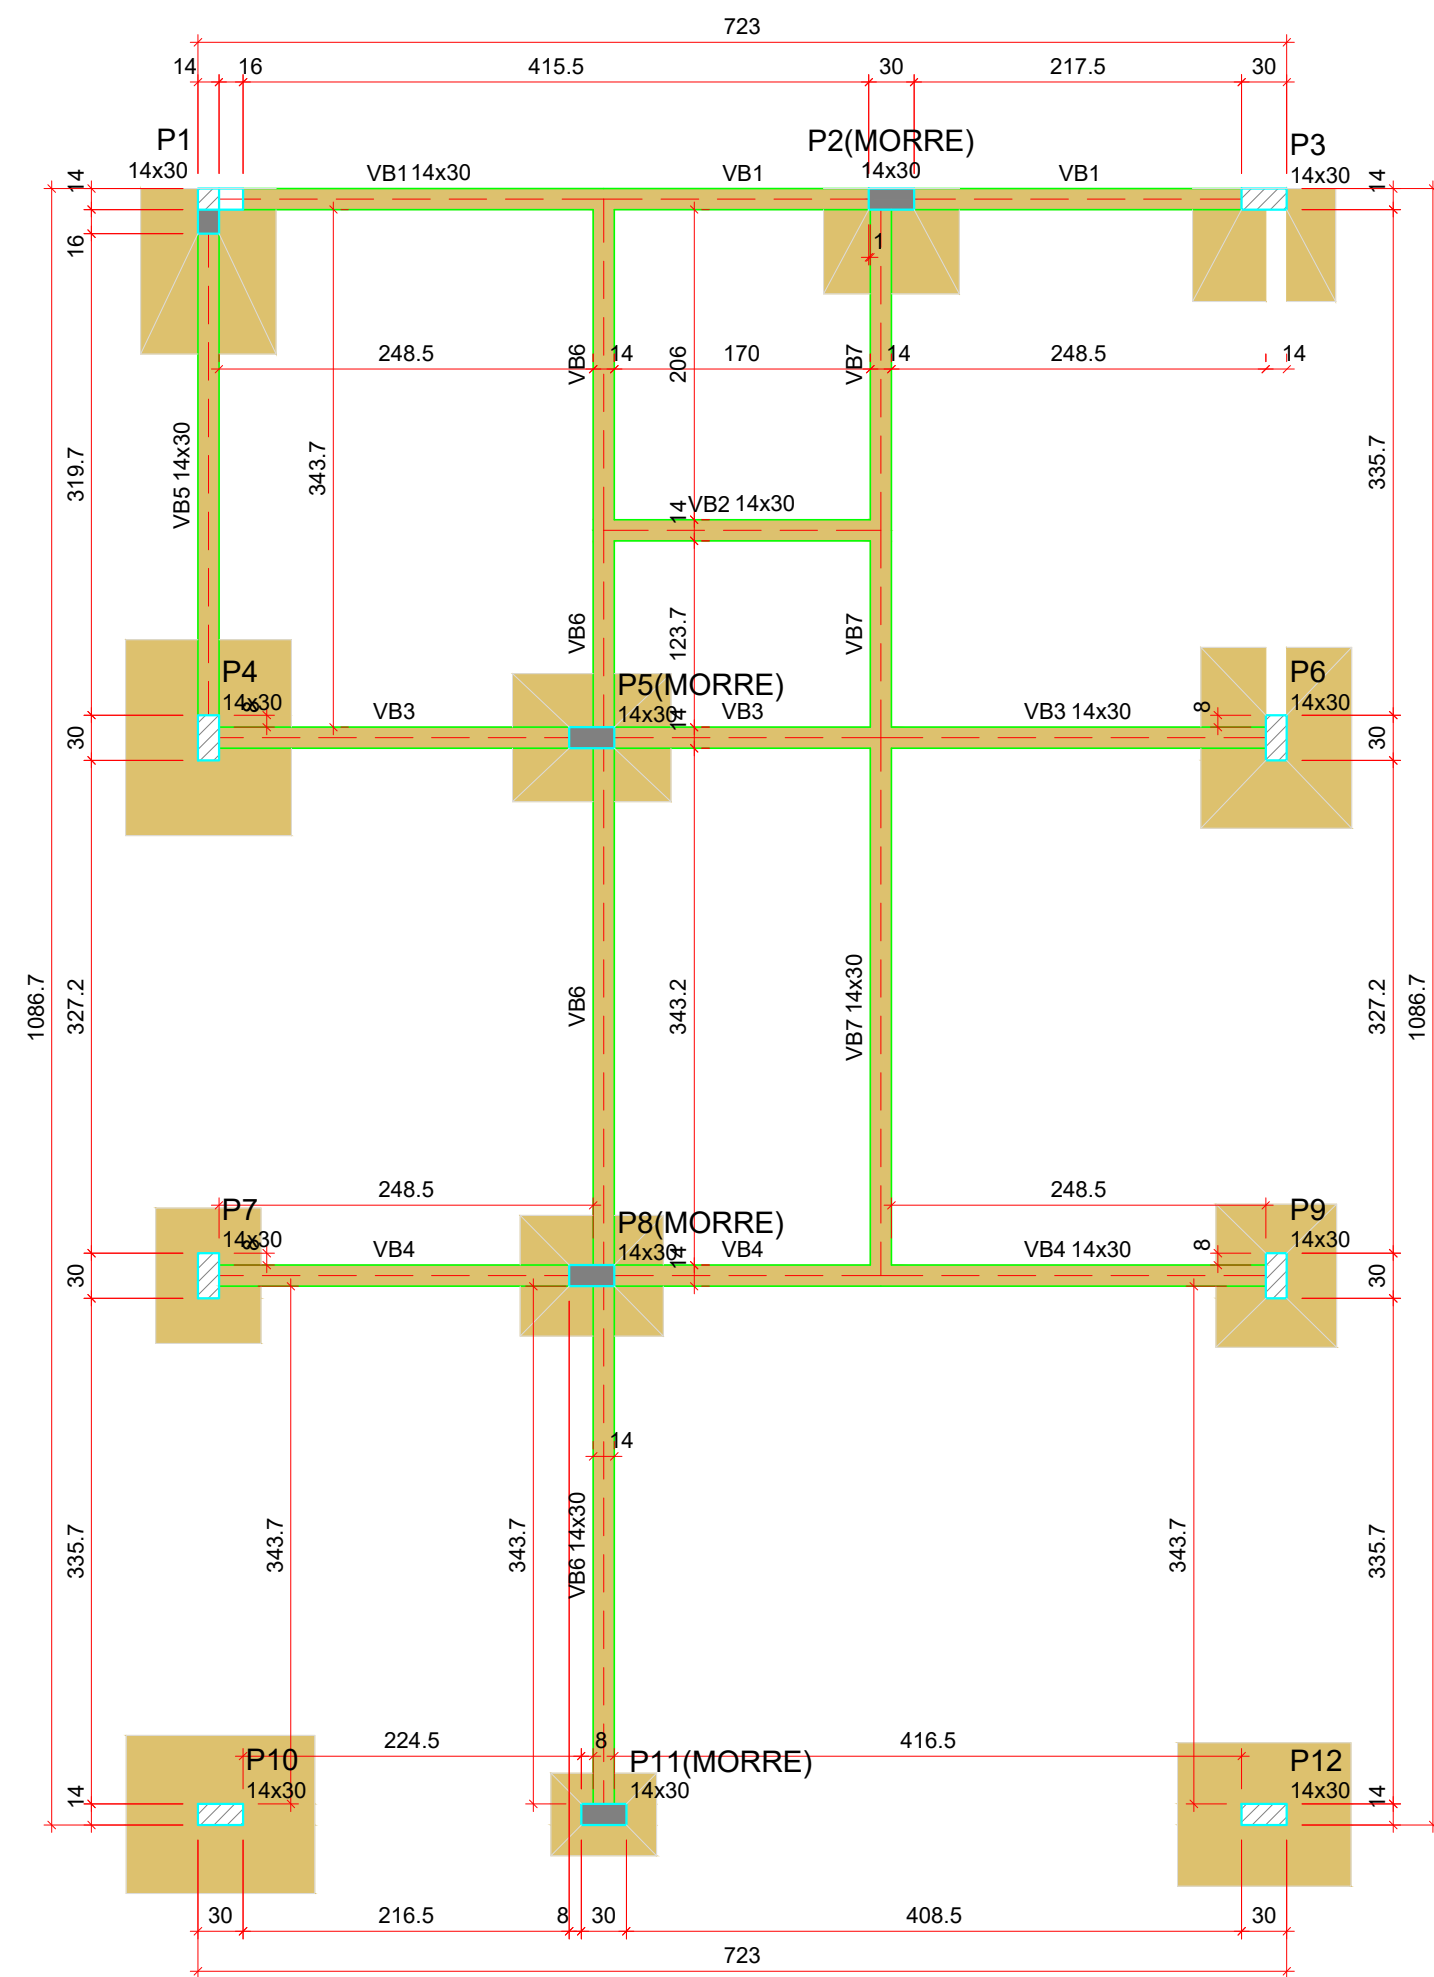 723
14 16 415.5 30 217.5 30
P1 P2(MORRE) P3
14x30 VB1 14x30 VB1 14x30 VB1 14x30
14 14
16 1
248.5 14 170 14 248.5 14
VB6 206 VB7
319.7 VB5 14x30 343.7 335.7
14 VB2 14x30
VB6 123.7 VB7
P4 P5(MORRE) P6
14x30 14x30 14x30
8 VB3 14 VB3 VB3 14x30 8
30 30
1086.7 327.2 VB6 343.2 VB7 14x30 327.2 1086.7
248.5 248.5
P7 P8(MORRE) P9
14x30 14x30 14x30
8 VB4 14 VB4 VB4 14x30 8
30 30
14
335.7 343.7 343.7 VB6 14x30 343.7 335.7
224.5 8 416.5
P10 P11(MORRE) P12
14x30 14x30 14x30
14 14
30 216.5 8 30 408.5 30
723